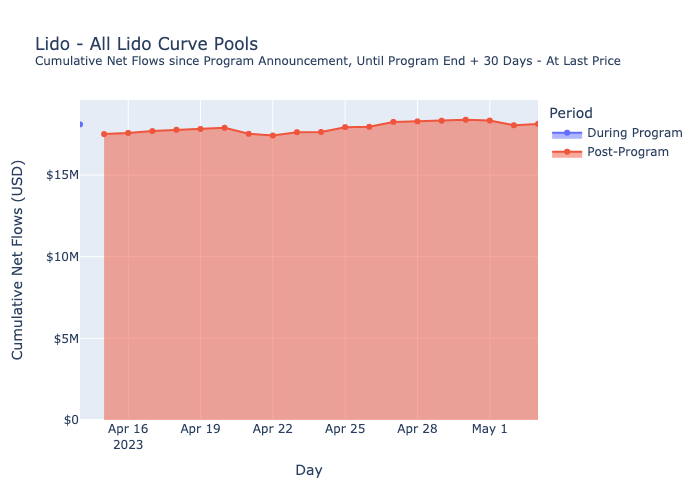 Lido - All Lido Curve Pools
Cumulative Net Flows since Program Announcement, Until Program End + 30 Days - At Last Price
Period
During Program
Post-Program
Cumulative Net Flows (USD)
$15M
$10M
$5M
$0
Apr 16
2023
Apr 19
Apr 22
Apr 25
Apr 28
May 1
Day